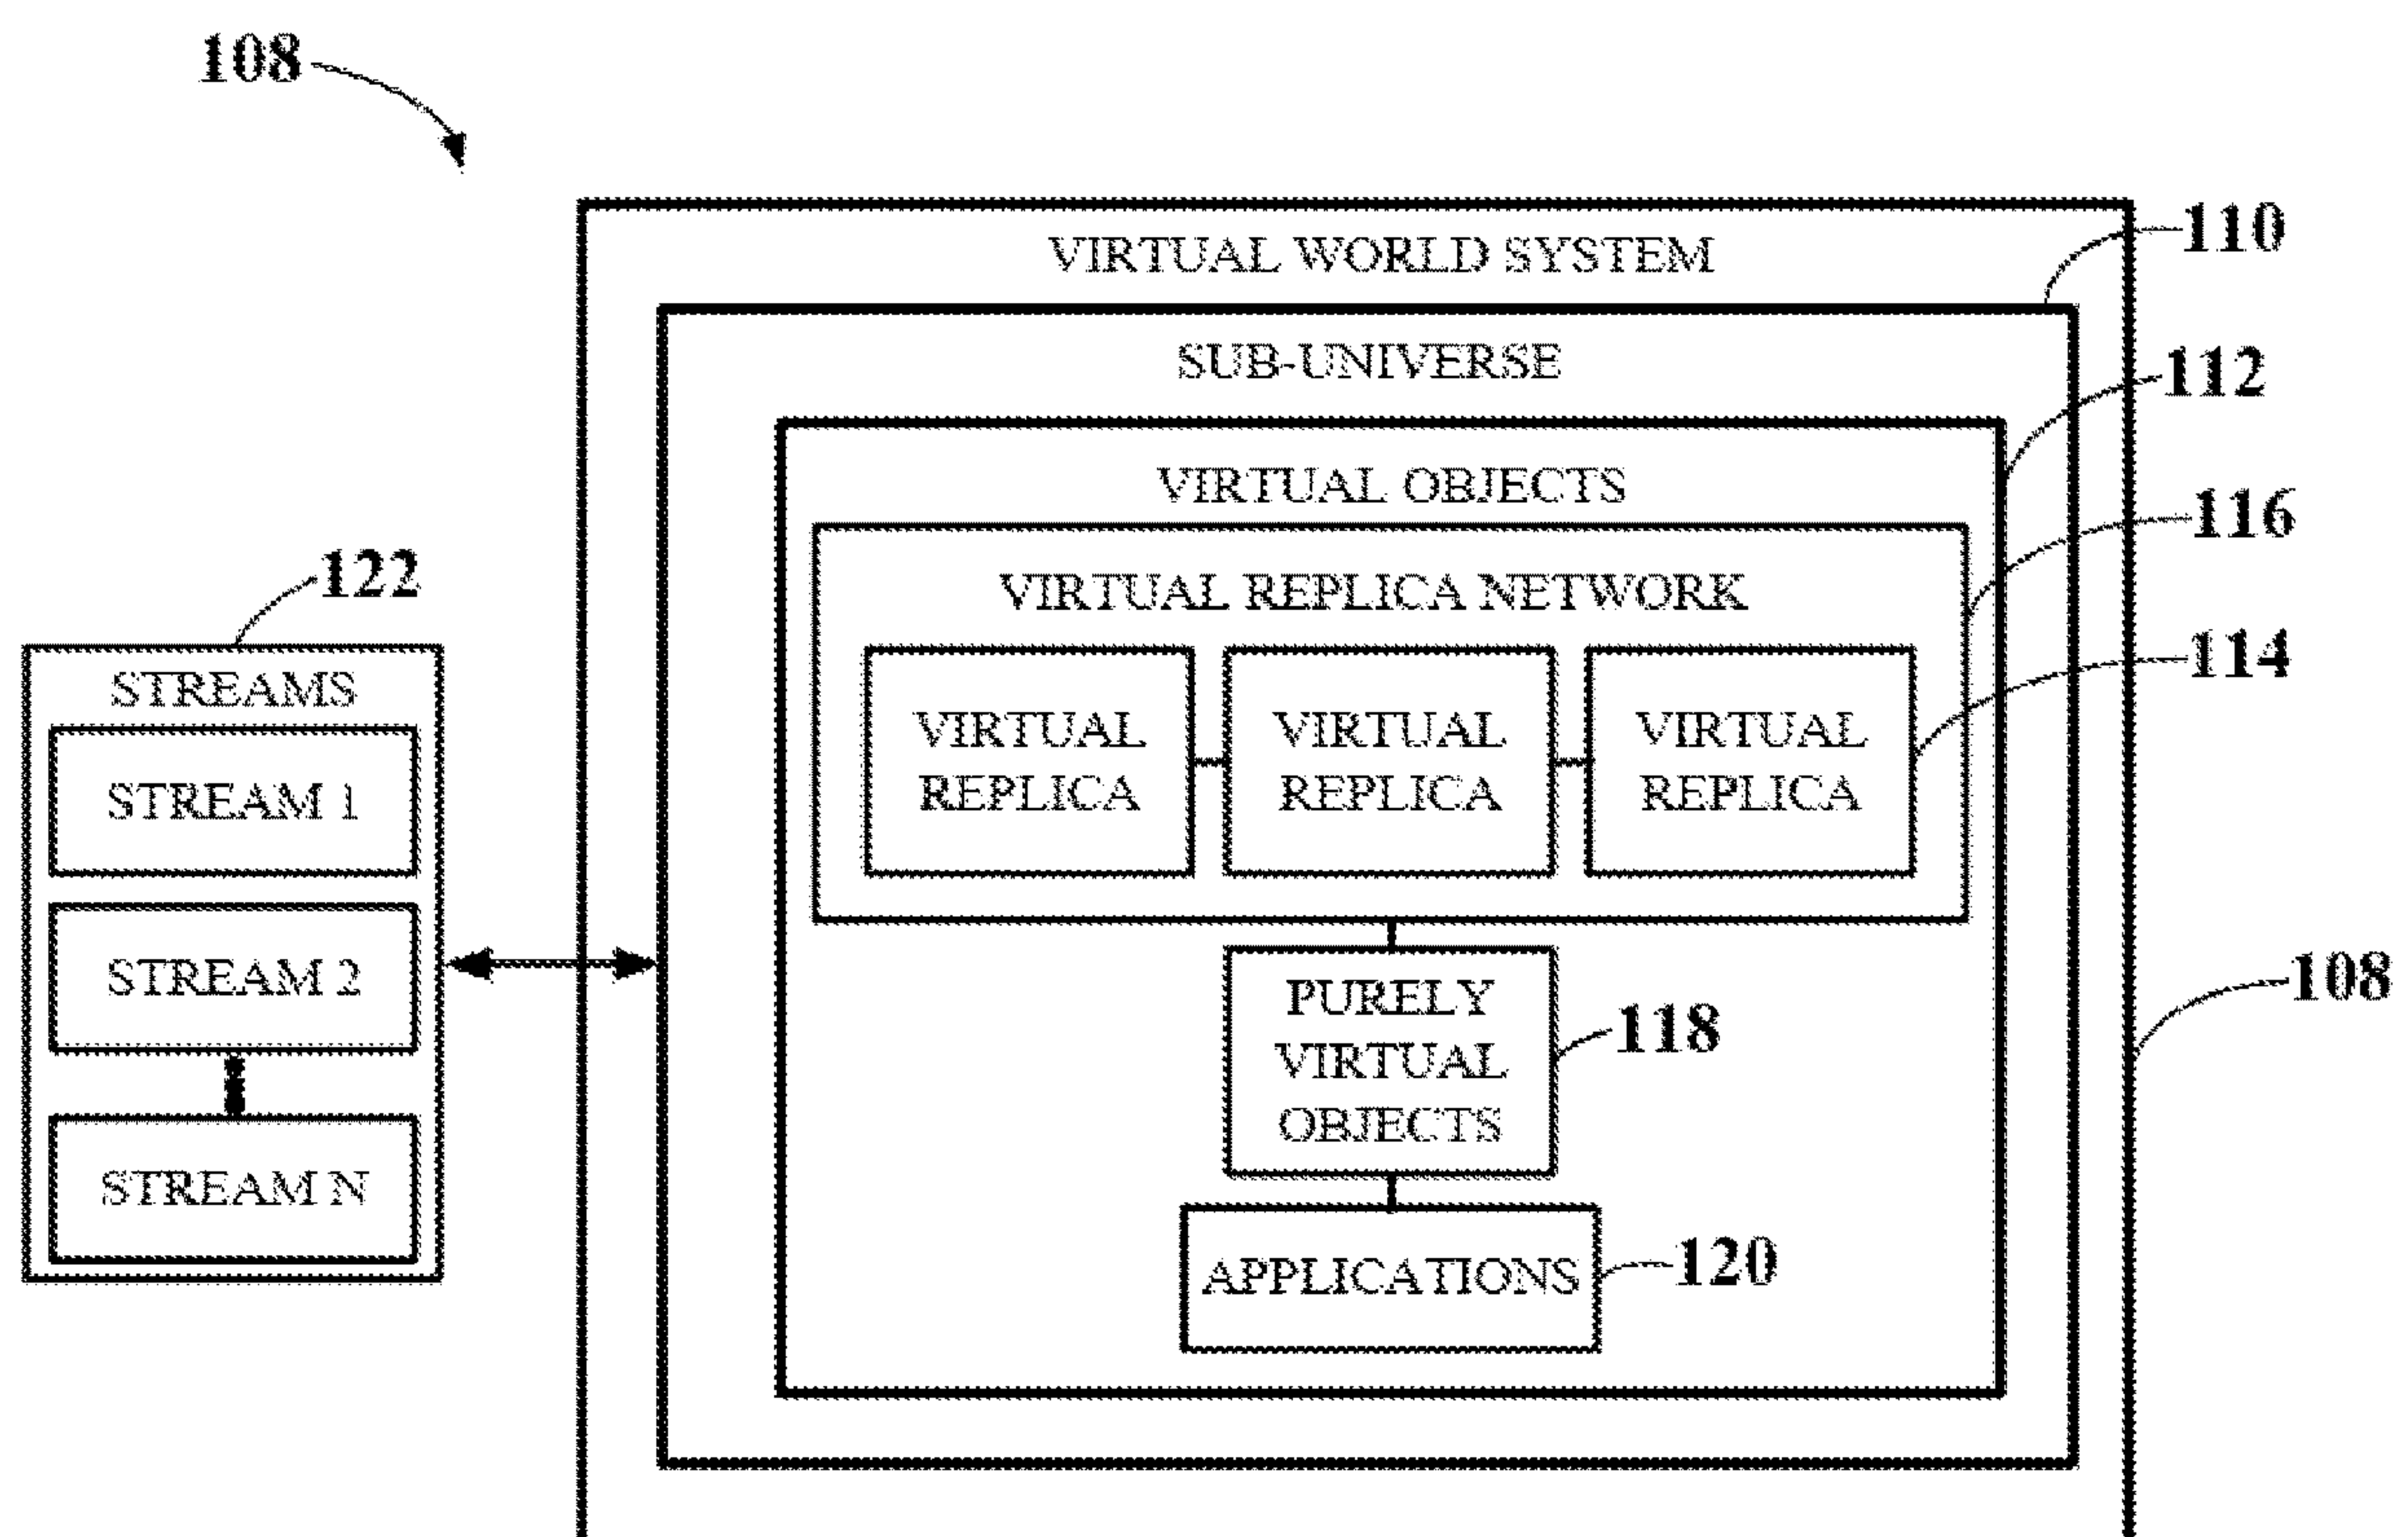 108
110
VIRTUAL WORLD SYSTEM
SUB-UNIVERSE
112
VIRTUAL OBJECTS
116
122
VIRTUAL REPLICA NETWORK
114
STREAMS
VIRTUAL
REPLICA
VIRTUAL
REPLICA
VIRTUAL
REPLICA
STREAM 1
STREAM 2
PURELY
VIRTUAL
OBJECTS
118
108
STREAM N
APPLICATIONS
120